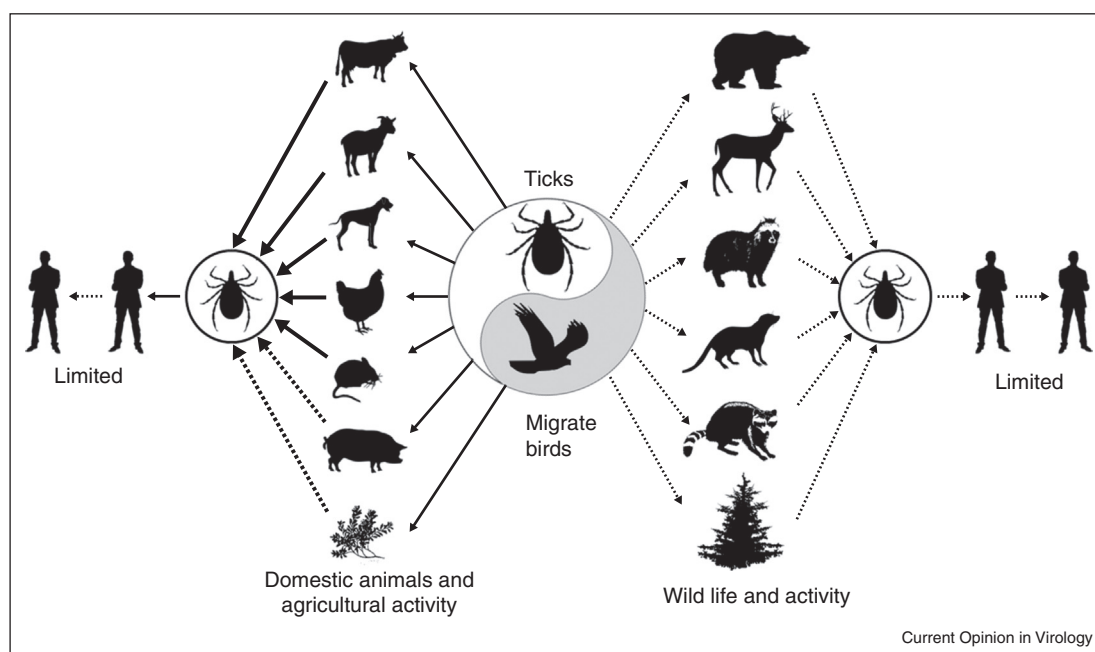 Ticks
Migrate
birds
Limited
Limited
Domestic animals and
agricultural activity
Wild life and activity
Current Opinion in Virology